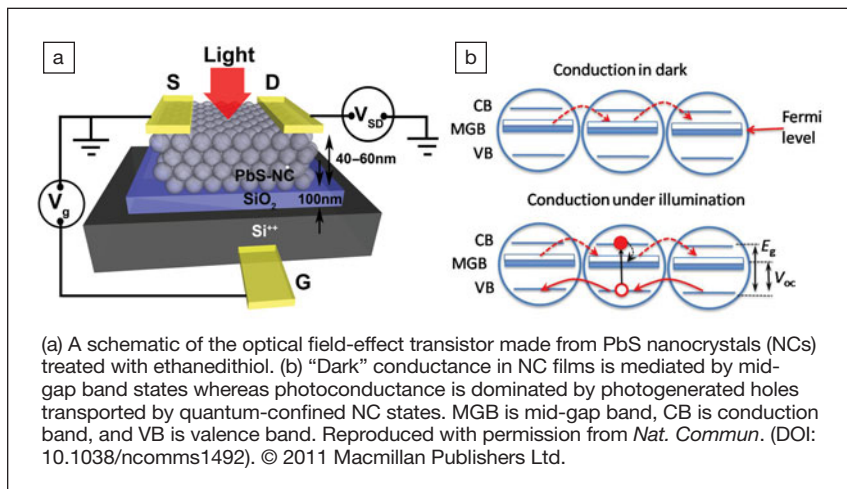 a
Light
S
D
V_SD
40–60nm
PbS-NC
SiO₂
100nm
V_g
Si⁺⁺
G
b
Conduction in dark
CB
MGB
VB
Fermi
level
Conduction under illumination
CB
MGB
VB
E_g
V_oc
(a) A schematic of the optical field-effect transistor made from PbS nanocrystals (NCs)
treated with ethanedithiol. (b) “Dark” conductance in NC films is mediated by mid-
gap band states whereas photoconductance is dominated by photogenerated holes
transported by quantum-confined NC states. MGB is mid-gap band, CB is conduction
band, and VB is valence band. Reproduced with permission from Nat. Commun. (DOI:
10.1038/ncomms1492). © 2011 Macmillan Publishers Ltd.